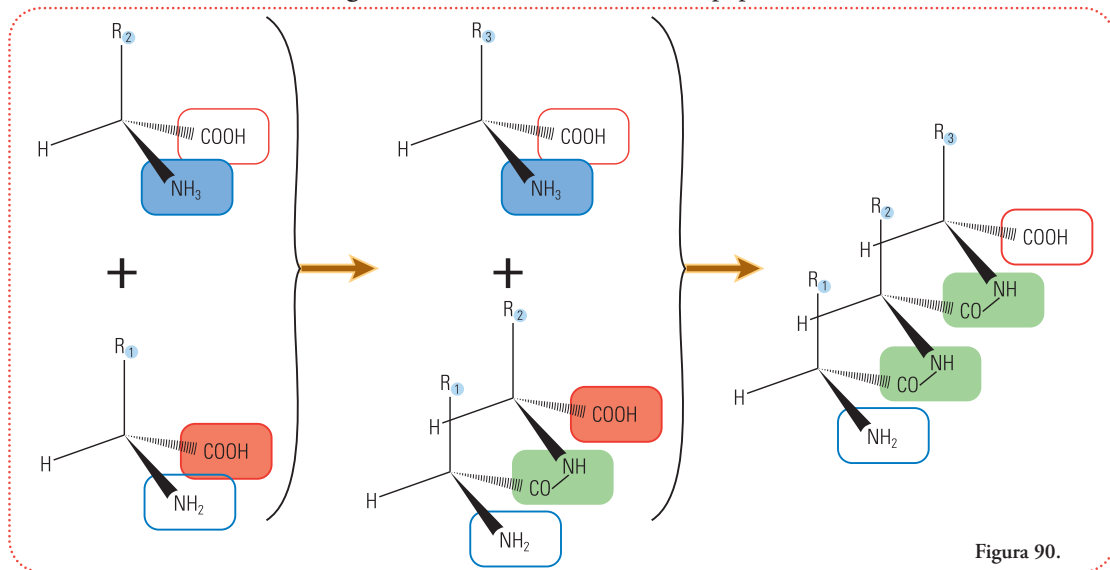 R2
H
COOH
NH3
+
R1
H
COOH
NH2
R3
H
COOH
NH3
+
R2
R1
H
COOH
NH
CO
H
NH2
R3
R2
H
COOH
R1
NH
CO
H
NH
CO
H
NH2
Figura 90.